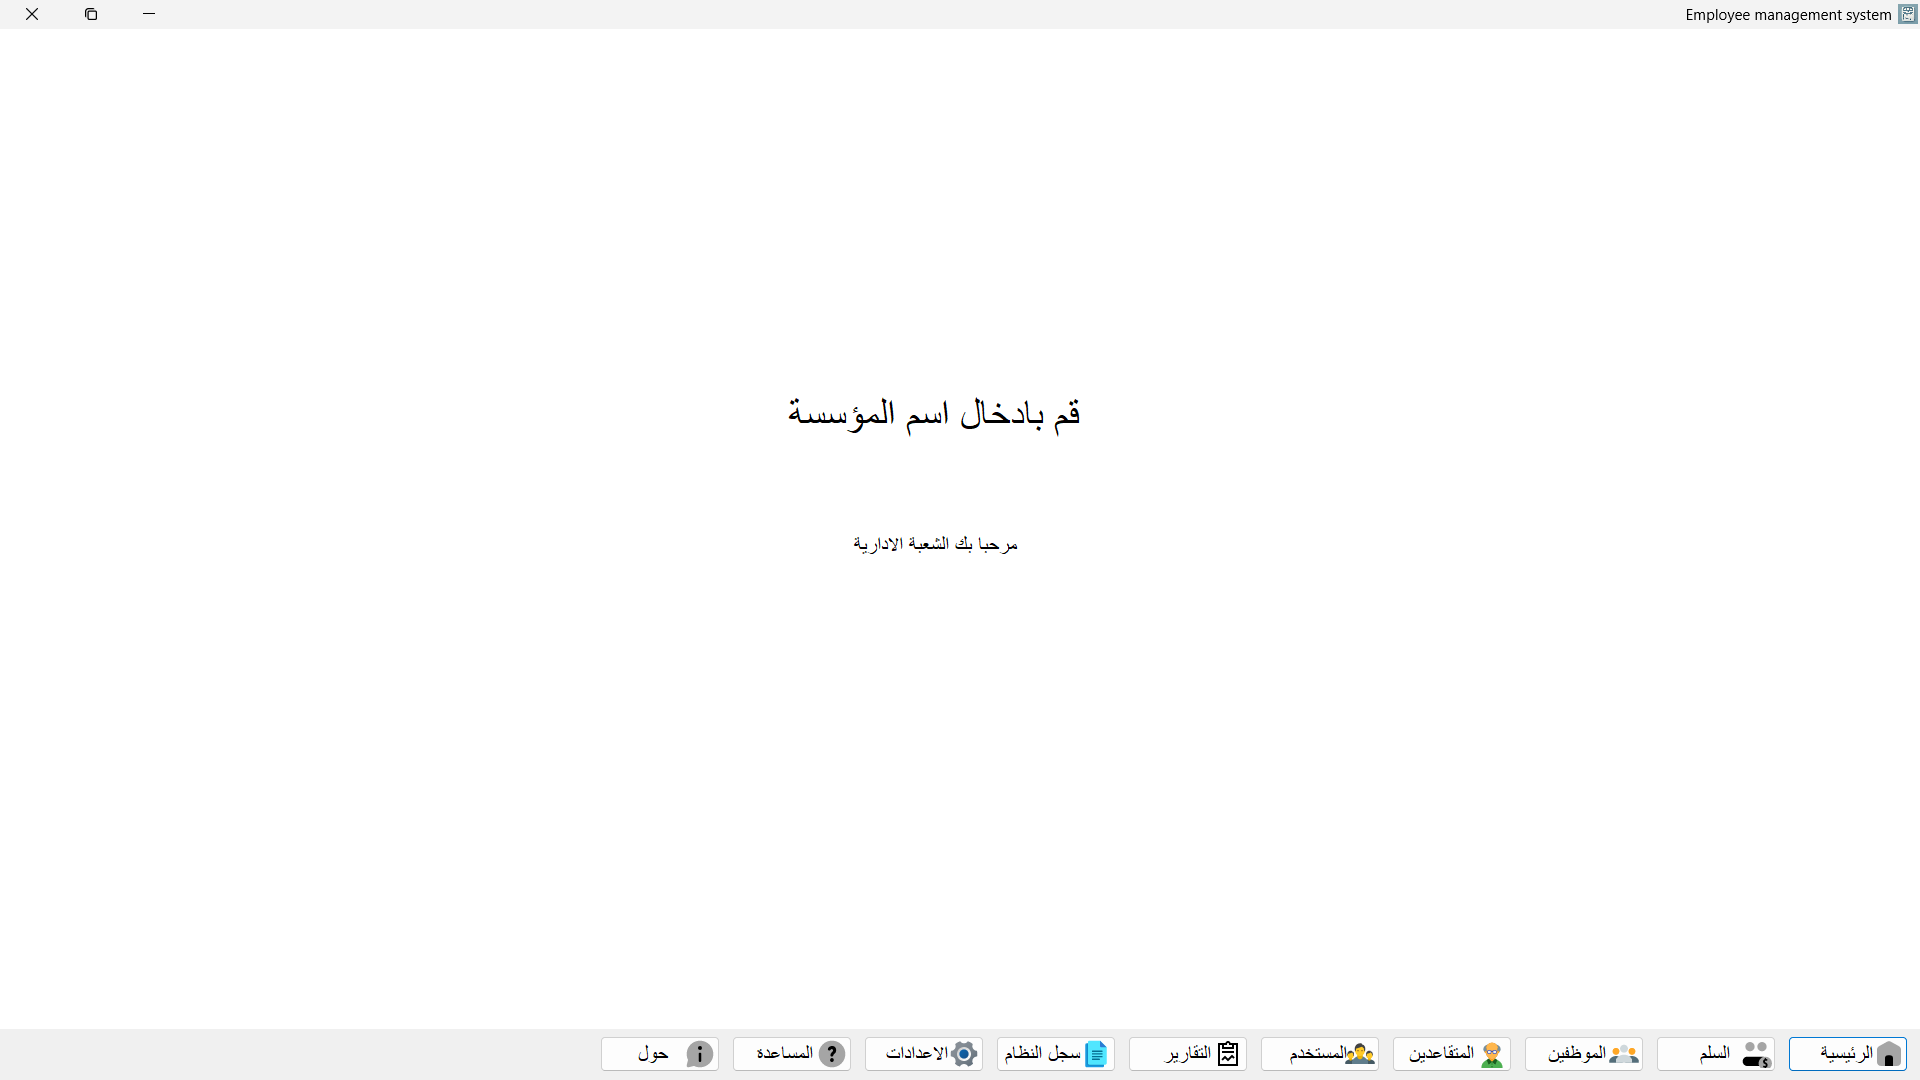 Employee management system
قم بادخال اسم المؤسسة
مرحبا بك الشعبة الادارية
الرئيسية السلم الموظفين المتقاعدين المستخدم التقارير سجل النظام الاعدادات المساعدة حول